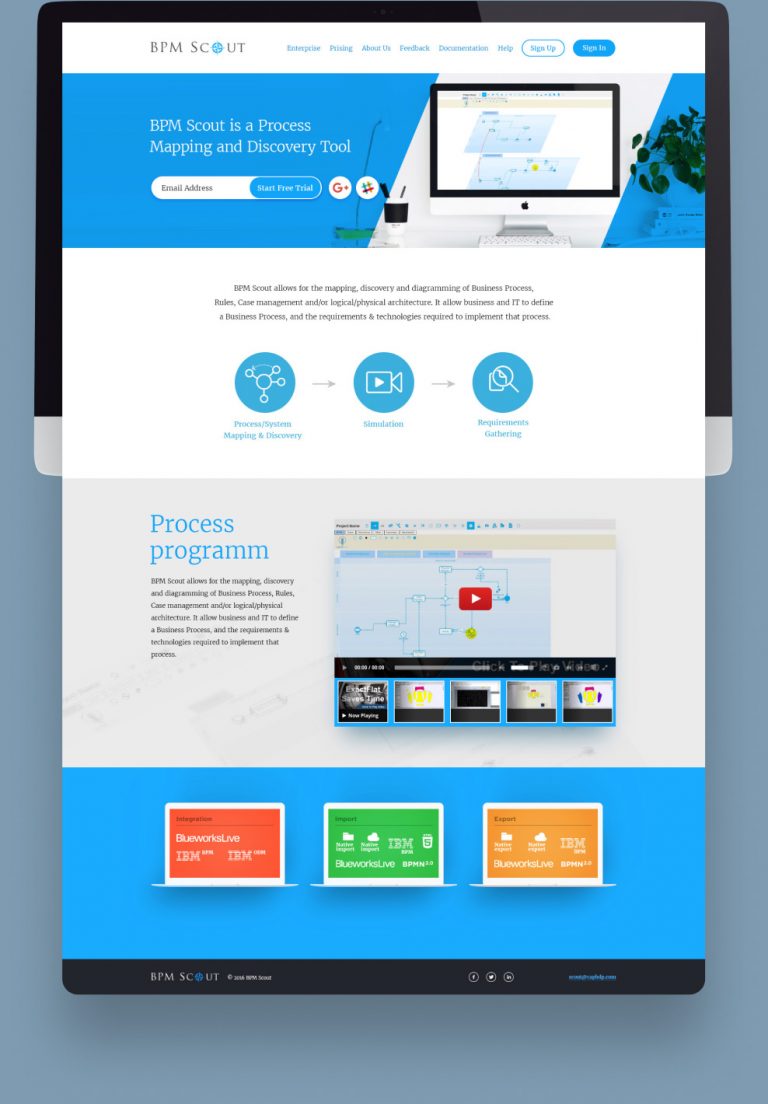 BPM Scout
Enterprise Prising About Us Feedback Documentation Help Sign Up Sign In
BPM Scout is a Process
Mapping and Discovery Tool
Email Address Start Free Trial G+
BPM Scout allows for the mapping, discovery and diagramming of Business Process,
Rules, Case management and/or logical/physical architecture. It allow business and IT to define
a Business Process, and the requirements & technologies required to implement that process.
Process/System
Mapping & Discovery
Simulation
Requirements
Gathering
Process
programm
BPM Scout allows for the mapping, discovery
and diagramming of Business Process, Rules,
Case management and/or logical/physical
architecture. It allow business and IT to define
a Business Process, and the requirements &
technologies required to implement that
process.
Project Name
00:00 / 00:00
Click To Play Video
ExactFlat
Saves Time
Now Playing
Integration
BlueworksLive
IBM BPM IBM ODM
Import
Native
import
Native
import
IBM
BPM
5
BlueworksLive BPMN 2.0
Export
Native
export
Native
export
IBM
BPM
BlueworksLive BPMN 2.0
BPM Scout © 2016 BPM Scout